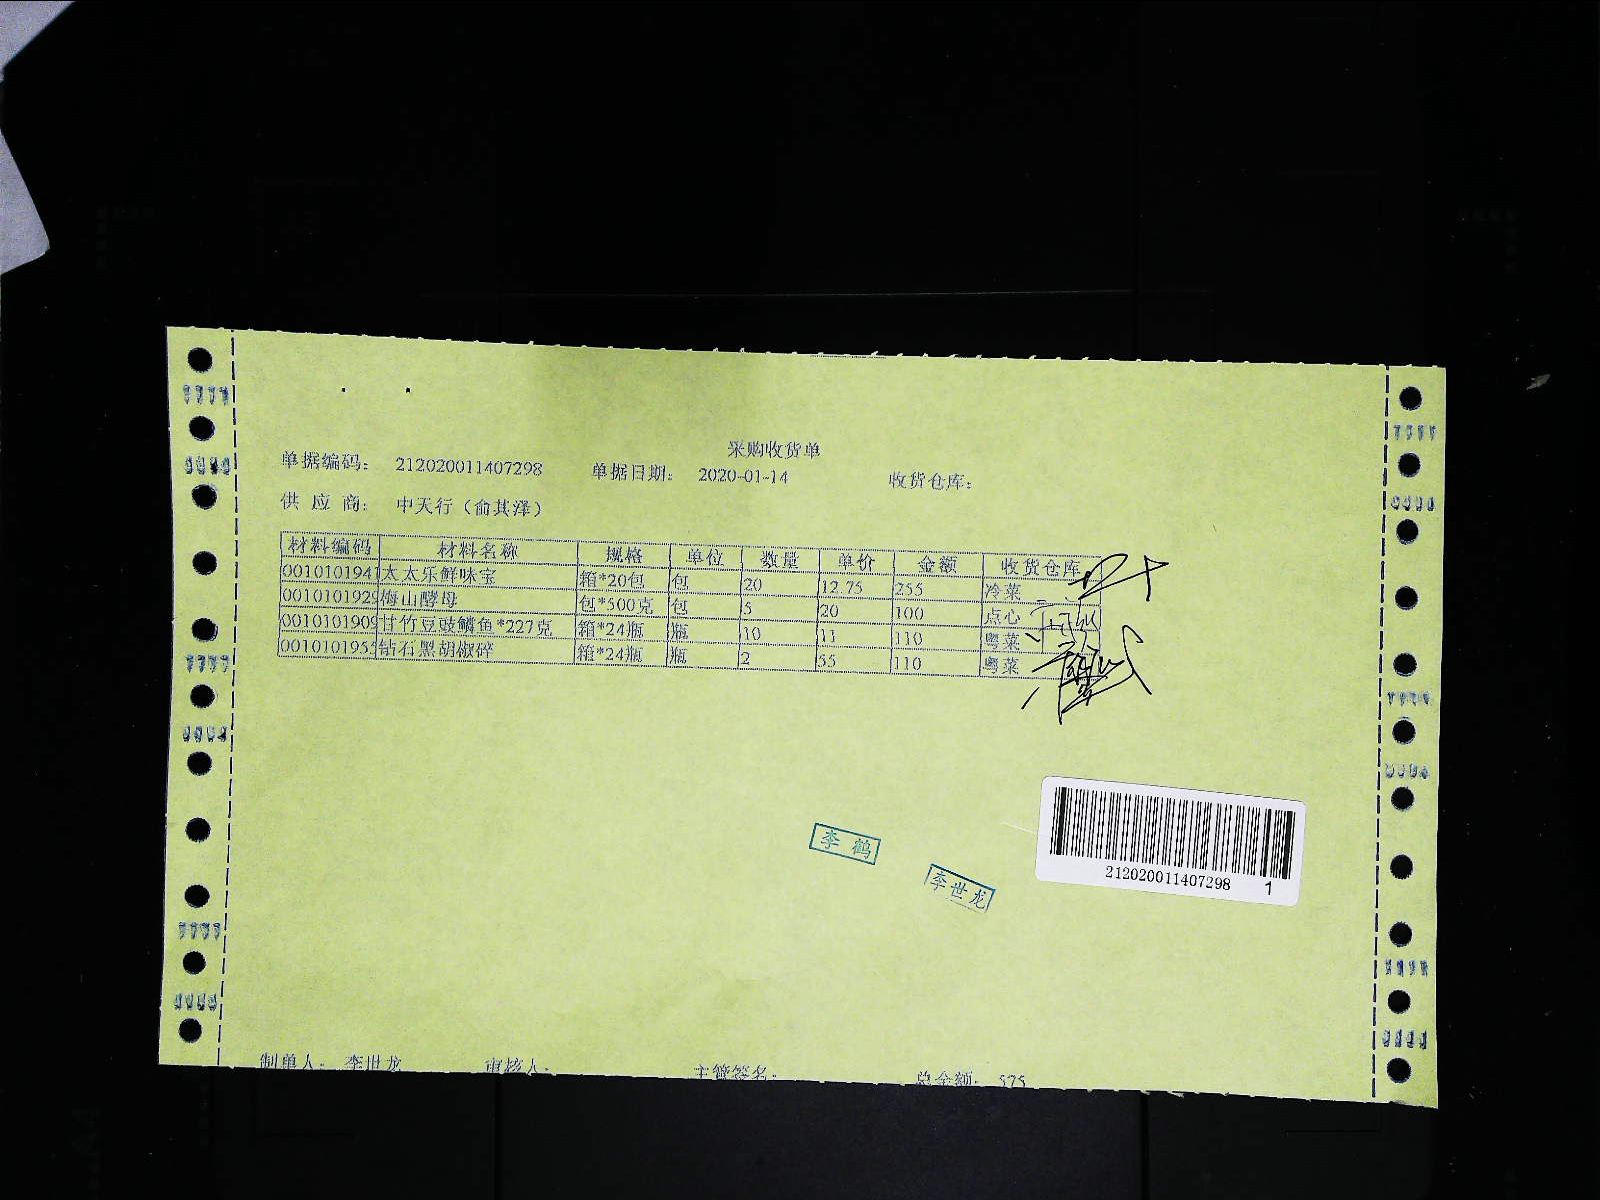 采购收货单
单据编码： 212020011407298 单据日期： 2020-01-14 收货仓库：
供 应 商： 中天行（俞其泽）
材料编码 材料名称 规格 单位 数量 单价 金额 收货仓库
0010101941 太太乐鲜味宝 箱*20包 包 20 12.75 255 冷菜
0010101929 梅山酵母 包*500克 包 5 20 100 点心
0010101909 甘竹豆豉鳞鱼*227克 箱*24瓶 瓶 10 11 110 粤菜
001010195 钻石黑胡椒碎 箱*24瓶 瓶 2 55 110 粤菜
李 鹤
李世龙
212020011407298 1
制单人： 李世龙 审核人： 主管签名： 总金额： 575